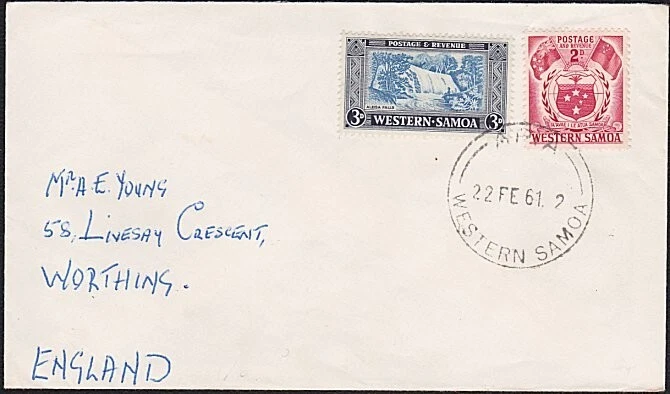 POSTAGE & REVENUE
ALEISA FALLS
3D WESTERN·SAMOA 3D
POSTAGE
AND REVENUE
2D
WESTERN SAMOA
APIA
22 FE 61. 2
WESTERN SAMOA
Mr. A. E. YOUNG
58, LINESAY CRESCENT,
WORTHING.
ENGLAND